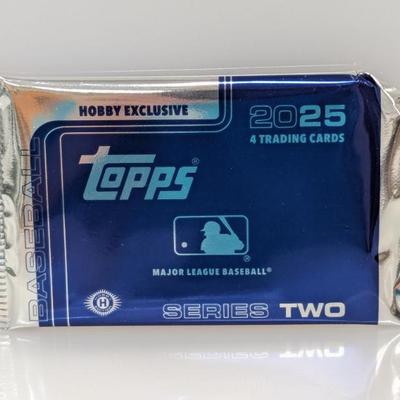 HOBBY EXCLUSIVE
2025
4 TRADING CARDS
Topps®
MAJOR LEAGUE BASEBALL®
BASEBALL
H
SERIES TWO